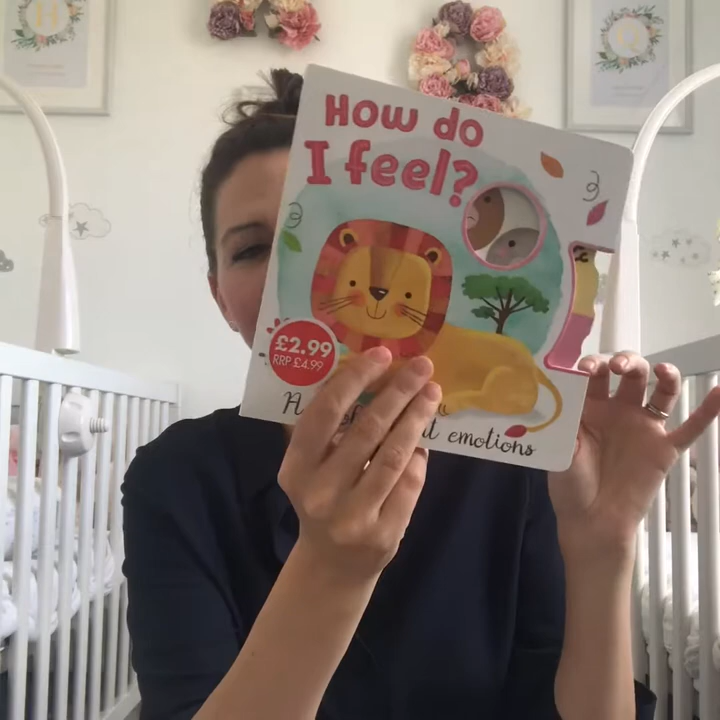 H
Q
How do
I feel?
£2.99
RRP £4.99
A
emotions